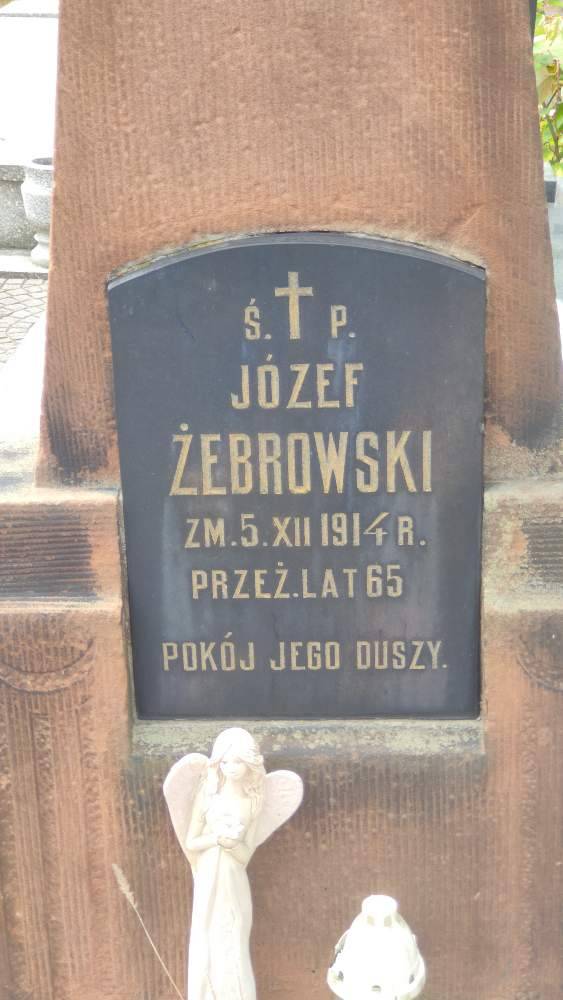 Ś. P.
JÓZEF
ŻEBROWSKI
ZM.5.XII 1914 R.
PRZEŻ.LAT 65
POKÓJ JEGO DUSZY.